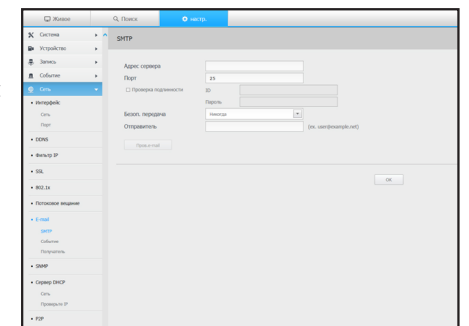 Живое
Поиск
настр.
Система
Устройство
Запись
Событие
Сеть
Интерфейс
Сеть
Порт
DDNS
Фильтр IP
SSL
802.1x
Потоковое вещание
E-mail
SMTP
Событие
Получатель
SNMP
Сервер DHCP
Сеть
Проверьте IP
P2P
SMTP
Адрес сервера
Порт 25
Проверка подлинности ID
Пароль
Безоп. передача Никогда
Отправитель (ex. user@example.net)
OK